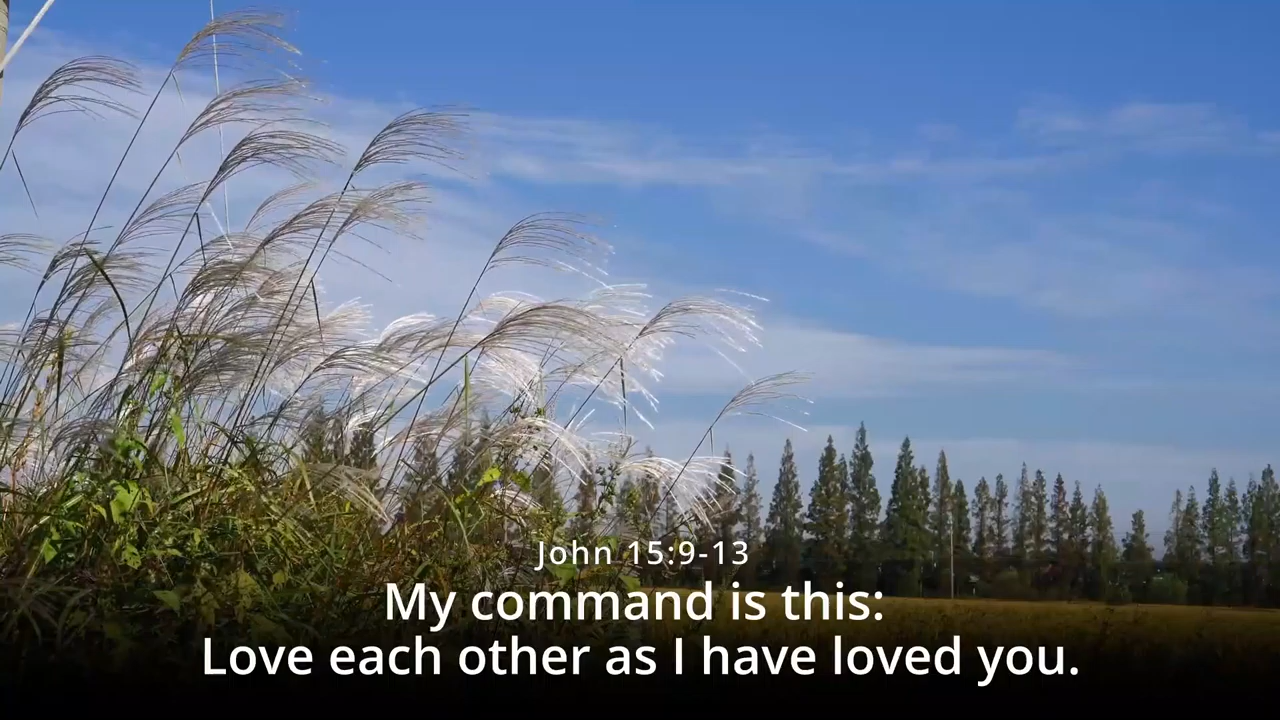 John 15:9-13
My command is this:
Love each other as I have loved you.